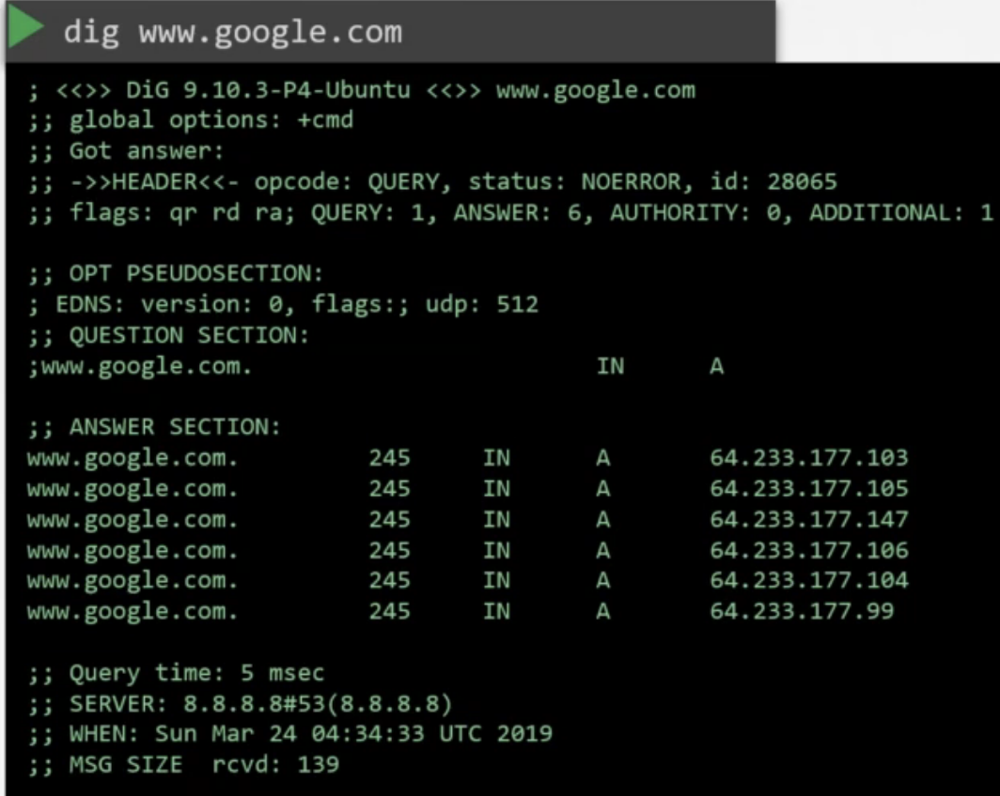 dig www.google.com
; <<>> DiG 9.10.3-P4-Ubuntu <<>> www.google.com
;; global options: +cmd
;; Got answer:
;; ->>HEADER<<- opcode: QUERY, status: NOERROR, id: 28065
;; flags: qr rd ra; QUERY: 1, ANSWER: 6, AUTHORITY: 0, ADDITIONAL: 1
;; OPT PSEUDOSECTION:
; EDNS: version: 0, flags:; udp: 512
;; QUESTION SECTION:
;www.google.com. IN A
;; ANSWER SECTION:
www.google.com. 245 IN A 64.233.177.103
www.google.com. 245 IN A 64.233.177.105
www.google.com. 245 IN A 64.233.177.147
www.google.com. 245 IN A 64.233.177.106
www.google.com. 245 IN A 64.233.177.104
www.google.com. 245 IN A 64.233.177.99
;; Query time: 5 msec
;; SERVER: 8.8.8.8#53(8.8.8.8)
;; WHEN: Sun Mar 24 04:34:33 UTC 2019
;; MSG SIZE rcvd: 139